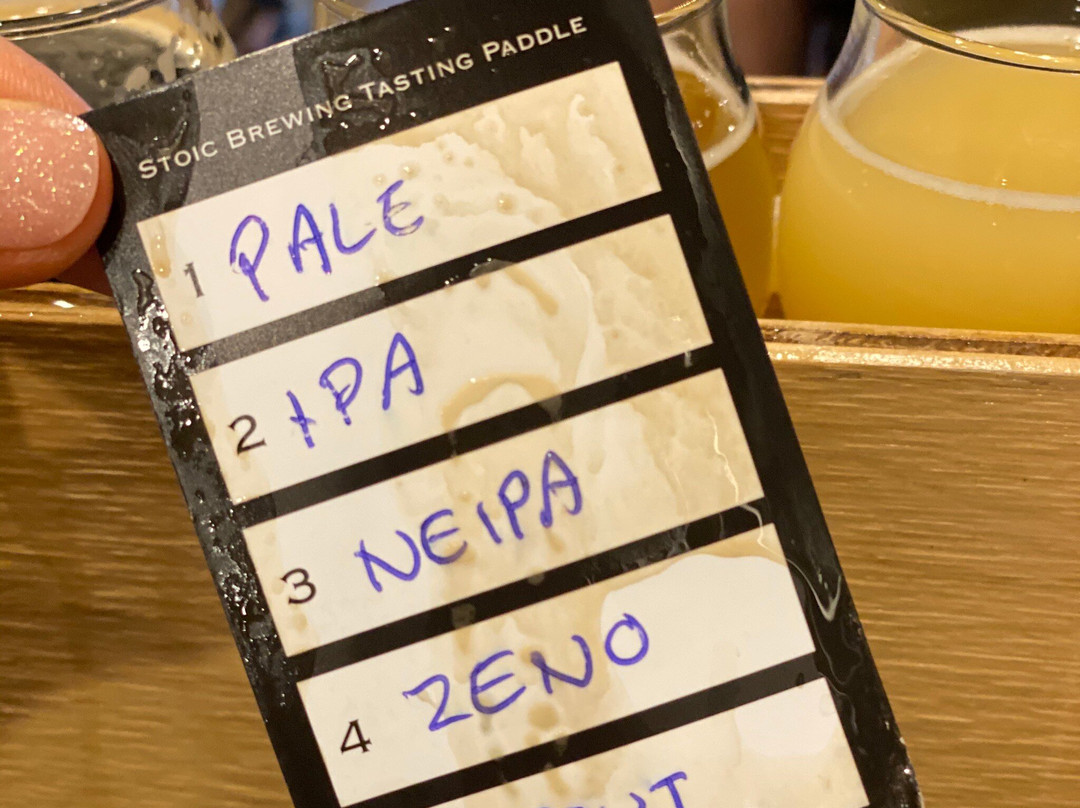 STOIC BREWING TASTING PADDLE
1 PALE
2 IPA
3 NEIPA
4 ZENO